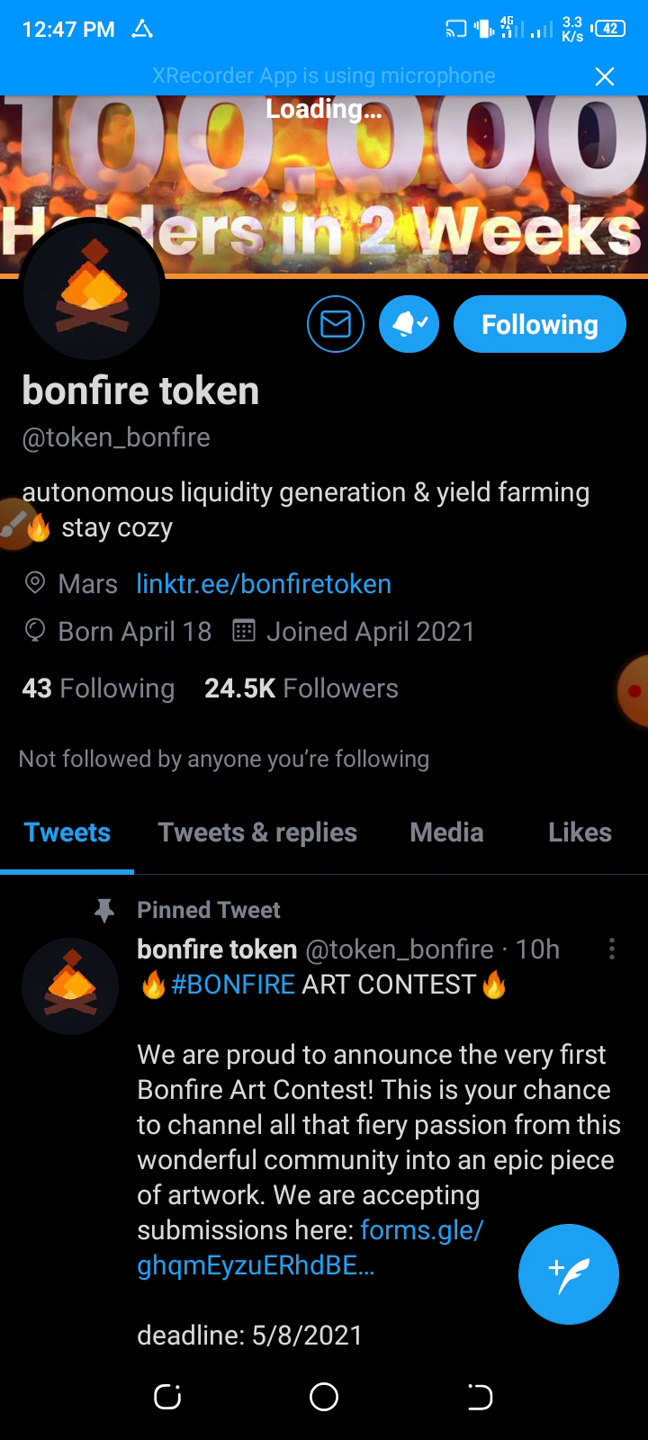 12:47 PM 4G 3.3 K/s 42
XRecorder App is using microphone
Loading...
100.000
Holders in 2 Weeks
Following
bonfire token
@token_bonfire
autonomous liquidity generation & yield farming
🔥 stay cozy
Mars linktr.ee/bonfiretoken
Born April 18 Joined April 2021
43 Following 24.5K Followers
Not followed by anyone you're following
Tweets Tweets & replies Media Likes
Pinned Tweet
bonfire token @token_bonfire · 10h
🔥#BONFIRE ART CONTEST🔥
We are proud to announce the very first
Bonfire Art Contest! This is your chance
to channel all that fiery passion from this
wonderful community into an epic piece
of artwork. We are accepting
submissions here: forms.gle/
ghqmEyzuERhdBE...
deadline: 5/8/2021